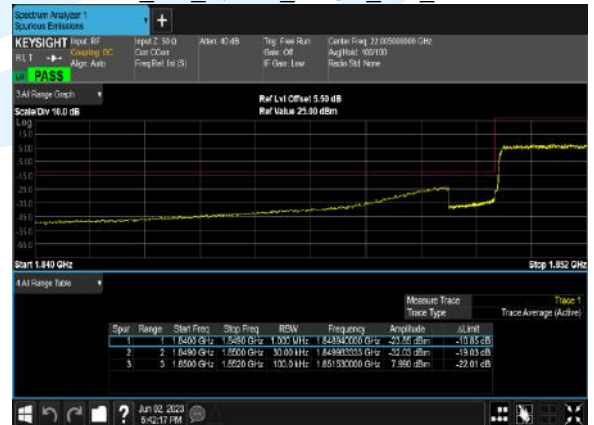 Spectrum Analyzer 1
Spurious Emissions
KEYSIGHT Input: RF Input Z: 50 Ω Atten: 40 dB Trig: Free Run Center Freq: 22.005000000 GHz
RLT Coupling: DC Corr CCorr Gate: Off Avg|Hold: 100/100
Align: Auto Freq Ref: Int (S) IF Gain: Low Radio Std: None
PASS
3.All Range Graph
Ref Lvl Offset 5.50 dB
Scale/Div 10.0 dB Ref Value 25.00 dBm
Log
15.0
5.00
-5.00
-15.0
-25.0
-35.0
-45.0
-55.0
-65.0
Start 1.840 GHz Stop 1.852 GHz
4.All Range Table
Measure Trace Trace 1
Trace Type Trace Average (Active)
Spur Range Start Freq Stop Freq RBW Frequency Amplitude ΔLimit
1 1 1.8400 GHz 1.8490 GHz 1.000 MHz 1.848940000 GHz -23.85 dBm -10.85 dB
2 2 1.8490 GHz 1.8500 GHz 30.00 kHz 1.849983333 GHz -32.03 dBm -19.03 dB
3 3 1.8500 GHz 1.8520 GHz 100.0 kHz 1.851530000 GHz 7.990 dBm -22.01 dB
? Jun 02, 2023
5:42:17 PM